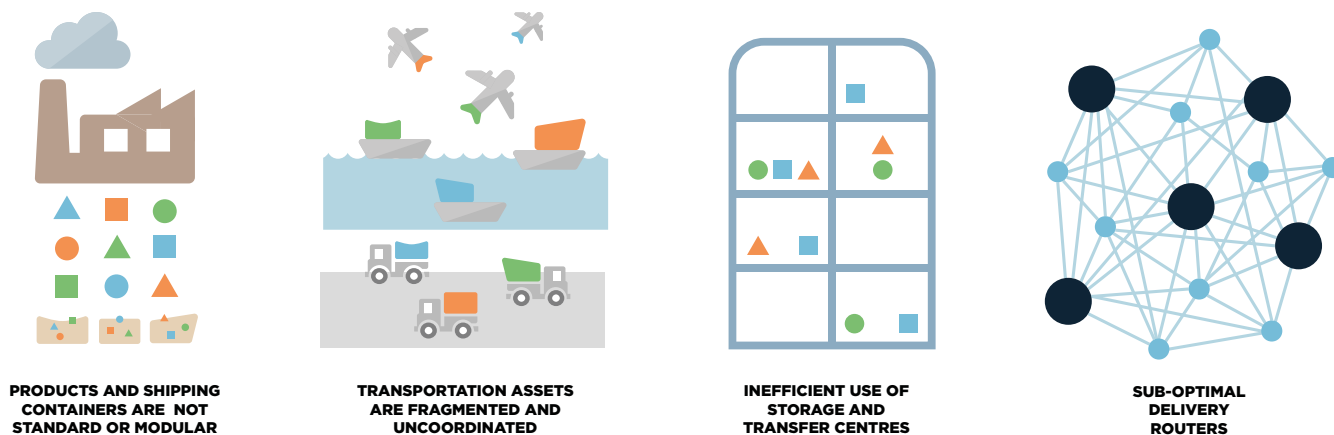 PRODUCTS AND SHIPPING
CONTAINERS ARE NOT
STANDARD OR MODULAR
TRANSPORTATION ASSETS
ARE FRAGMENTED AND
UNCOORDINATED
INEFFICIENT USE OF
STORAGE AND
TRANSFER CENTRES
SUB-OPTIMAL
DELIVERY
ROUTERS